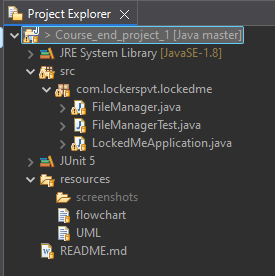 Project Explorer
> Course_end_project_1 [Java master]
JRE System Library [JavaSE-1.8]
src
com.lockerspvt.lockedme
FileManager.java
FileManagerTest.java
LockedMeApplication.java
JUnit 5
resources
screenshots
flowchart
UML
README.md